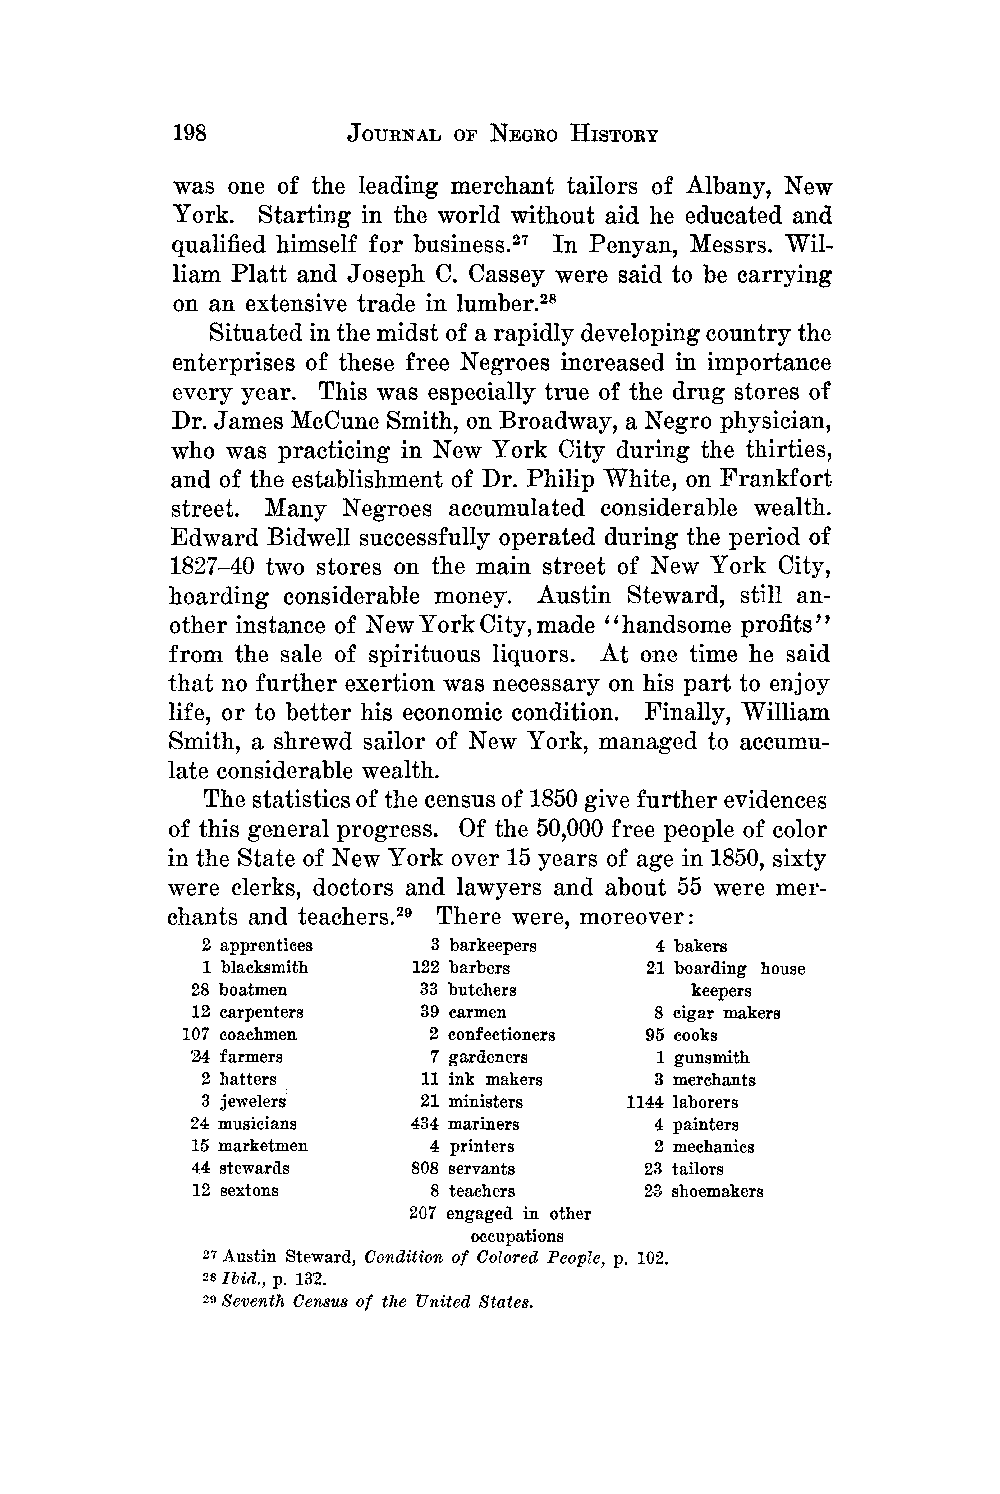 198 JOURNAL OF NEGRO HISTORY
was one of the leading merchant tailors of Albany, New
York. Starting in the world without aid he educated and
qualified himself for business.²⁷ In Penyan, Messrs. Wil-
liam Platt and Joseph C. Cassey were said to be carrying
on an extensive trade in lumber.²⁸
Situated in the midst of a rapidly developing country the
enterprises of these free Negroes increased in importance
every year. This was especially true of the drug stores of
Dr. James McCune Smith, on Broadway, a Negro physician,
who was practicing in New York City during the thirties,
and of the establishment of Dr. Philip White, on Frankfort
street. Many Negroes accumulated considerable wealth.
Edward Bidwell successfully operated during the period of
1827–40 two stores on the main street of New York City,
hoarding considerable money. Austin Steward, still an-
other instance of New York City, made “handsome profits”
from the sale of spirituous liquors. At one time he said
that no further exertion was necessary on his part to enjoy
life, or to better his economic condition. Finally, William
Smith, a shrewd sailor of New York, managed to accumu-
late considerable wealth.
The statistics of the census of 1850 give further evidences
of this general progress. Of the 50,000 free people of color
in the State of New York over 15 years of age in 1850, sixty
were clerks, doctors and lawyers and about 55 were mer-
chants and teachers.²⁹ There were, moreover:
2 apprentices 3 barkeepers 4 bakers
1 blacksmith 122 barbers 21 boarding house
28 boatmen 33 butchers keepers
12 carpenters 39 carmen 8 cigar makers
107 coachmen 2 confectioners 95 cooks
24 farmers 7 gardeners 1 gunsmith
2 hatters 11 ink makers 3 merchants
3 jewelers 21 ministers 1144 laborers
24 musicians 434 mariners 4 painters
15 marketmen 4 printers 2 mechanics
44 stewards 808 servants 23 tailors
12 sextons 8 teachers 23 shoemakers
207 engaged in other
occupations
²⁷ Austin Steward, Condition of Colored People, p. 102.
²⁸ Ibid., p. 132.
²⁹ Seventh Census of the United States.